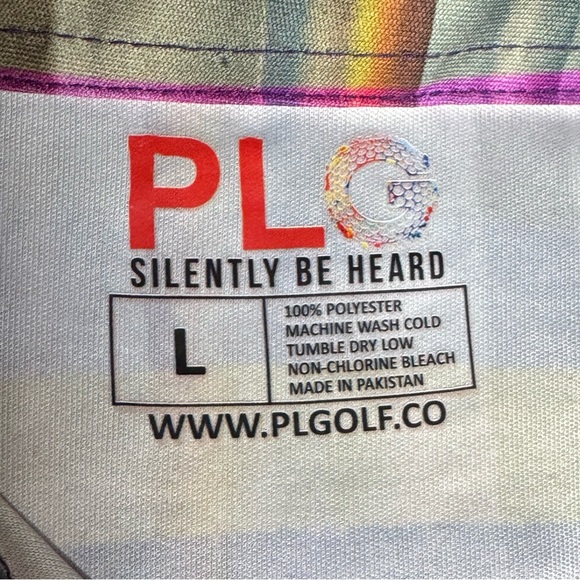 PLG
SILENTLY BE HEARD
L
100% POLYESTER
MACHINE WASH COLD
TUMBLE DRY LOW
NON-CHLORINE BLEACH
MADE IN PAKISTAN
WWW.PLGOLF.CO